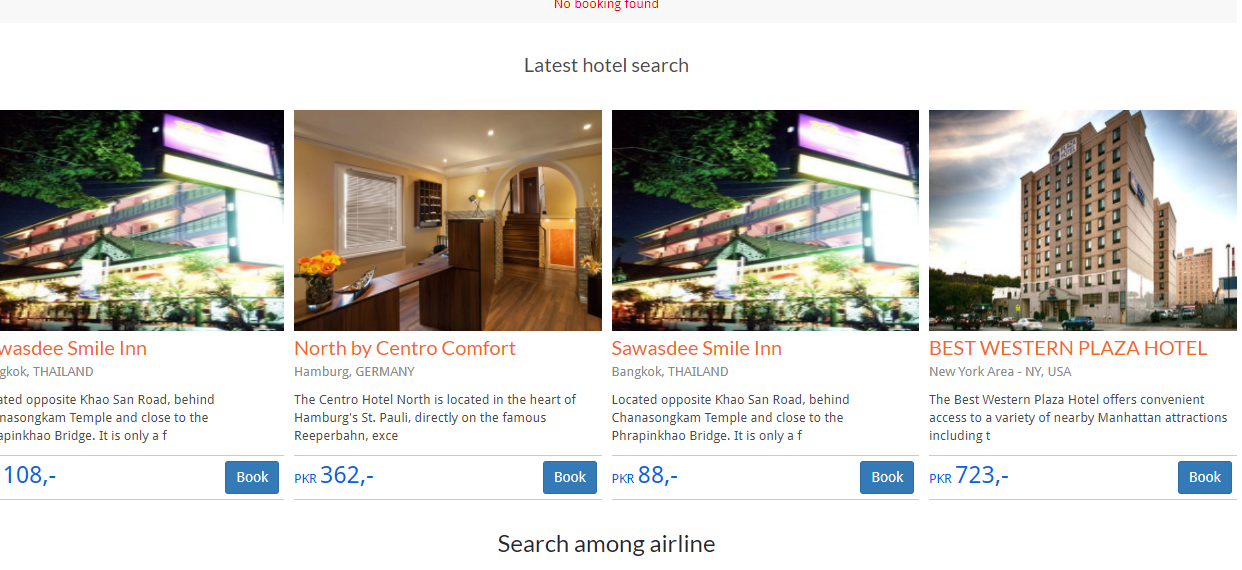 No booking found
Latest hotel search
wasdee Smile Inn
gkok, THAILAND
ated opposite Khao San Road, behind
nasongkam Temple and close to the
apinkhao Bridge. It is only a f
108,-
Book
North by Centro Comfort
Hamburg, GERMANY
The Centro Hotel North is located in the heart of
Hamburg's St. Pauli, directly on the famous
Reeperbahn, exce
PKR 362,-
Book
Sawasdee Smile Inn
Bangkok, THAILAND
Located opposite Khao San Road, behind
Chanasongkam Temple and close to the
Phrapinkhao Bridge. It is only a f
PKR 88,-
Book
BEST WESTERN PLAZA HOTEL
New York Area - NY, USA
The Best Western Plaza Hotel offers convenient
access to a variety of nearby Manhattan attractions
including t
PKR 723,-
Book
Search among airline